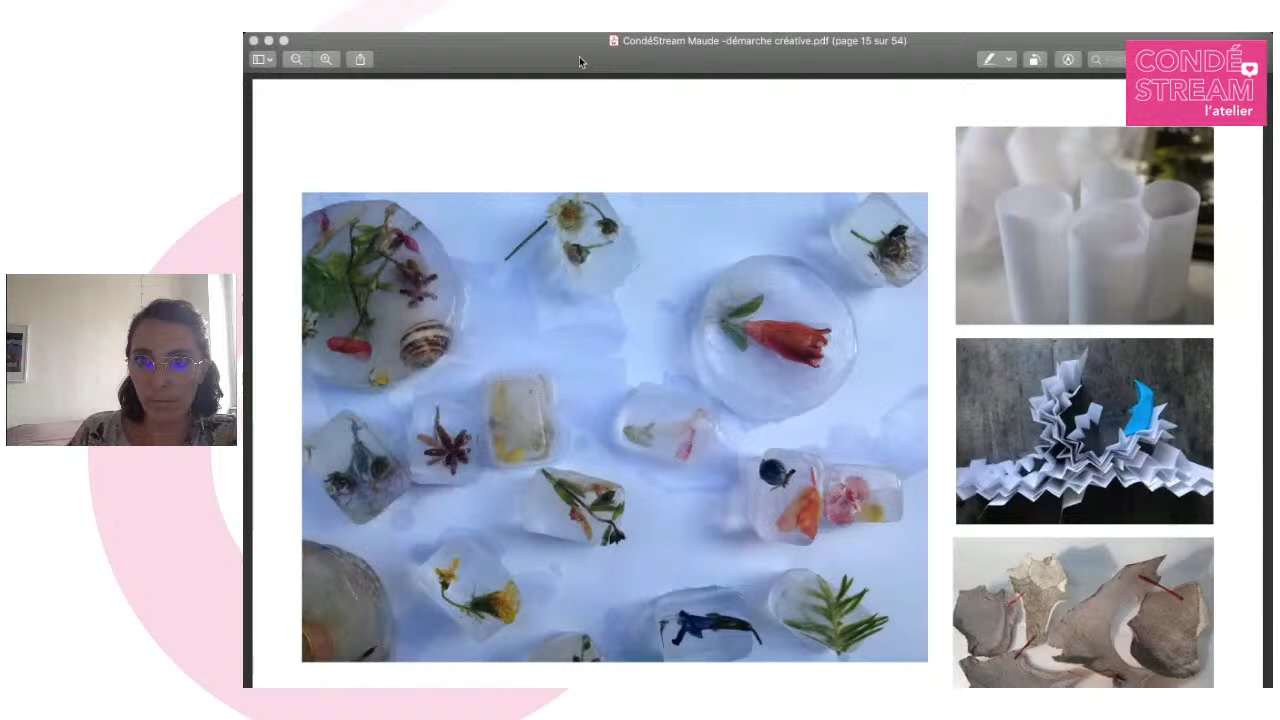 CondéStream Maude -démarche créative.pdf (page 15 sur 54)
CONDÉ
STREAM
l'atelier